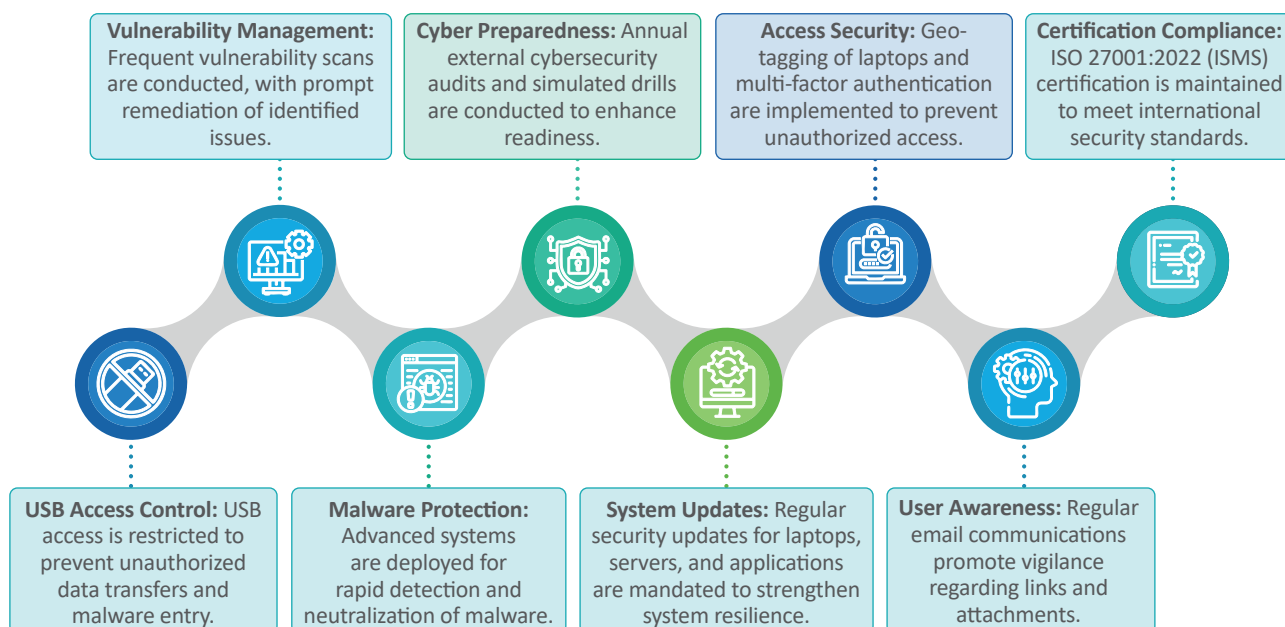 Vulnerability Management:
Frequent vulnerability scans
are conducted, with prompt
remediation of identified
issues.
Cyber Preparedness: Annual
external cybersecurity
audits and simulated drills
are conducted to enhance
readiness.
Access Security: Geo-
tagging of laptops and
multi-factor authentication
are implemented to prevent
unauthorized access.
Certification Compliance:
ISO 27001:2022 (ISMS)
certification is maintained
to meet international
security standards.
USB Access Control: USB
access is restricted to
prevent unauthorized
data transfers and
malware entry.
Malware Protection:
Advanced systems
are deployed for
rapid detection and
neutralization of malware.
System Updates: Regular
security updates for laptops,
servers, and applications
are mandated to strengthen
system resilience.
User Awareness: Regular
email communications
promote vigilance
regarding links and
attachments.